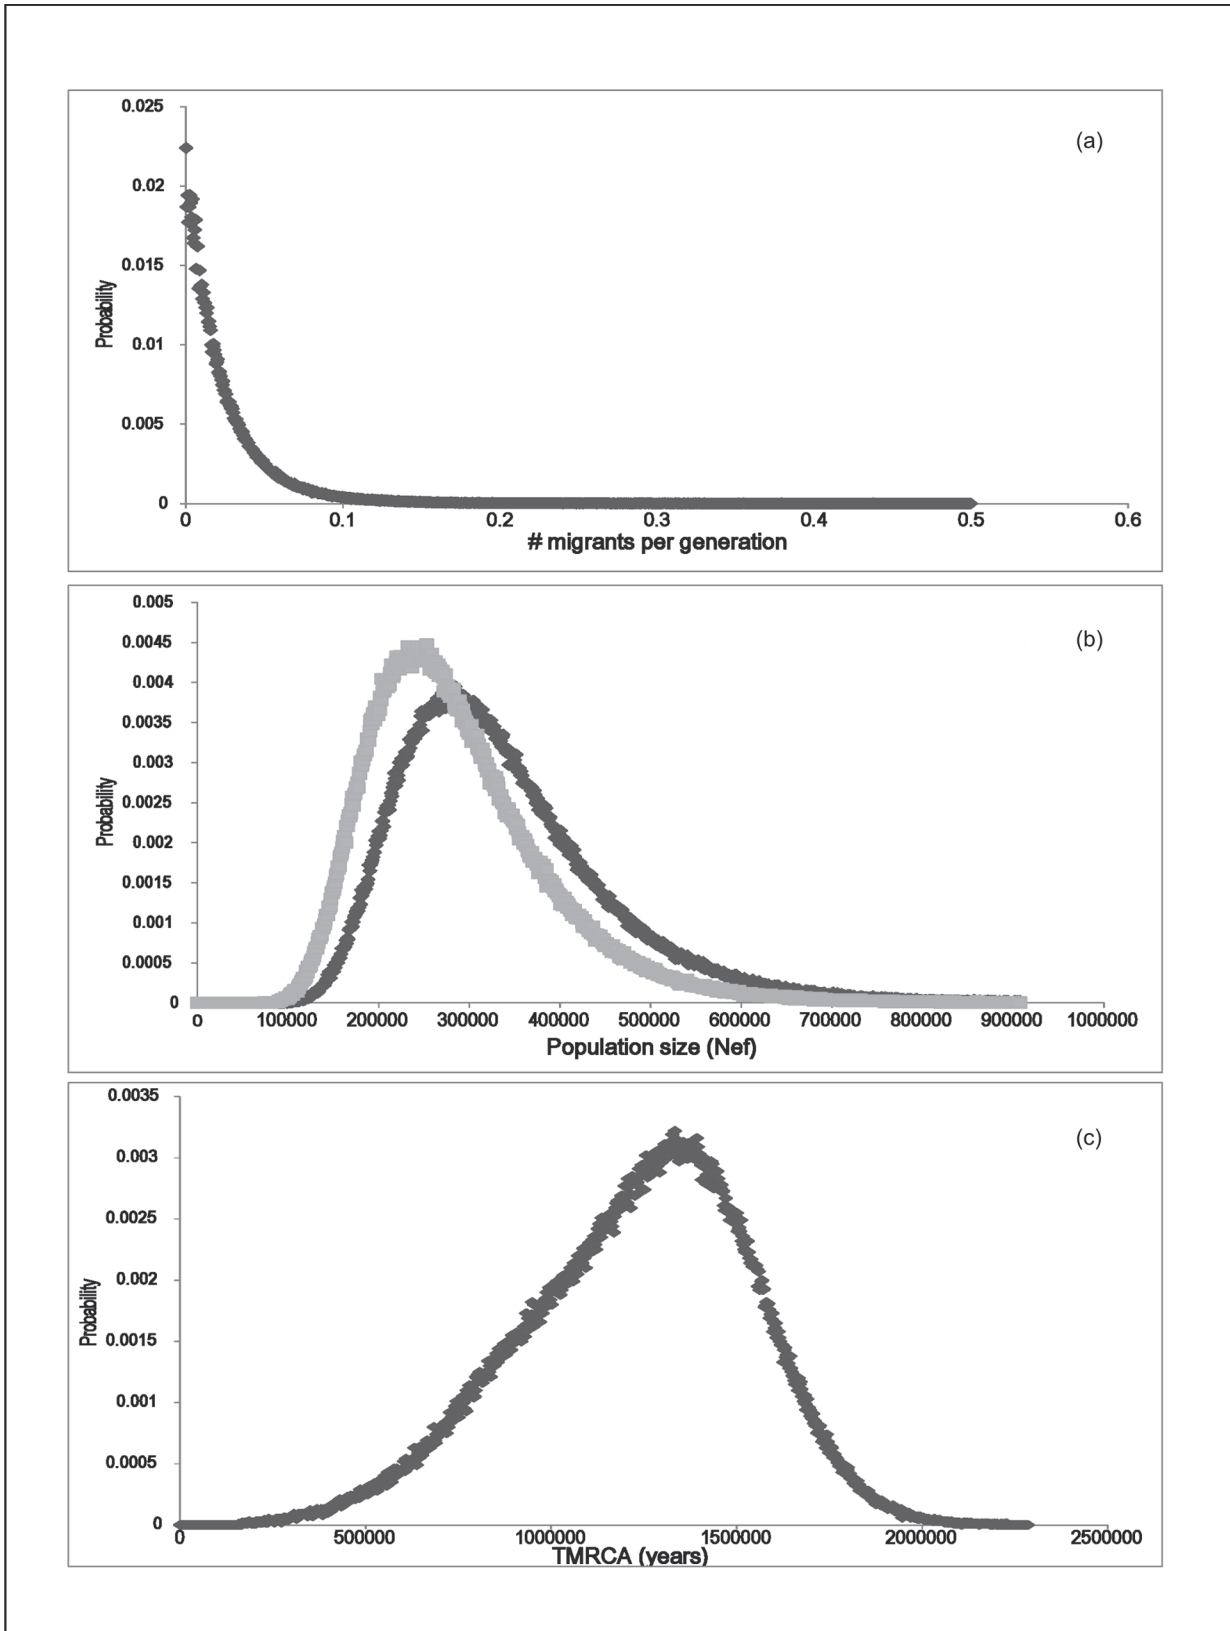 (a)
0.025
0.02
0.015
0.01
0.005
0
Probability
0 0.1 0.2 0.3 0.4 0.5 0.6
# migrants per generation
(b)
0.005
0.0045
0.004
0.0035
0.003
0.0025
0.002
0.0015
0.001
0.0005
0
Probability
0 100000 200000 300000 400000 500000 600000 700000 800000 900000 1000000
Population size (Nef)
(c)
0.0035
0.003
0.0025
0.002
0.0015
0.001
0.0005
0
Probability
0 500000 1000000 1500000 2000000 2500000
TMRCA (years)